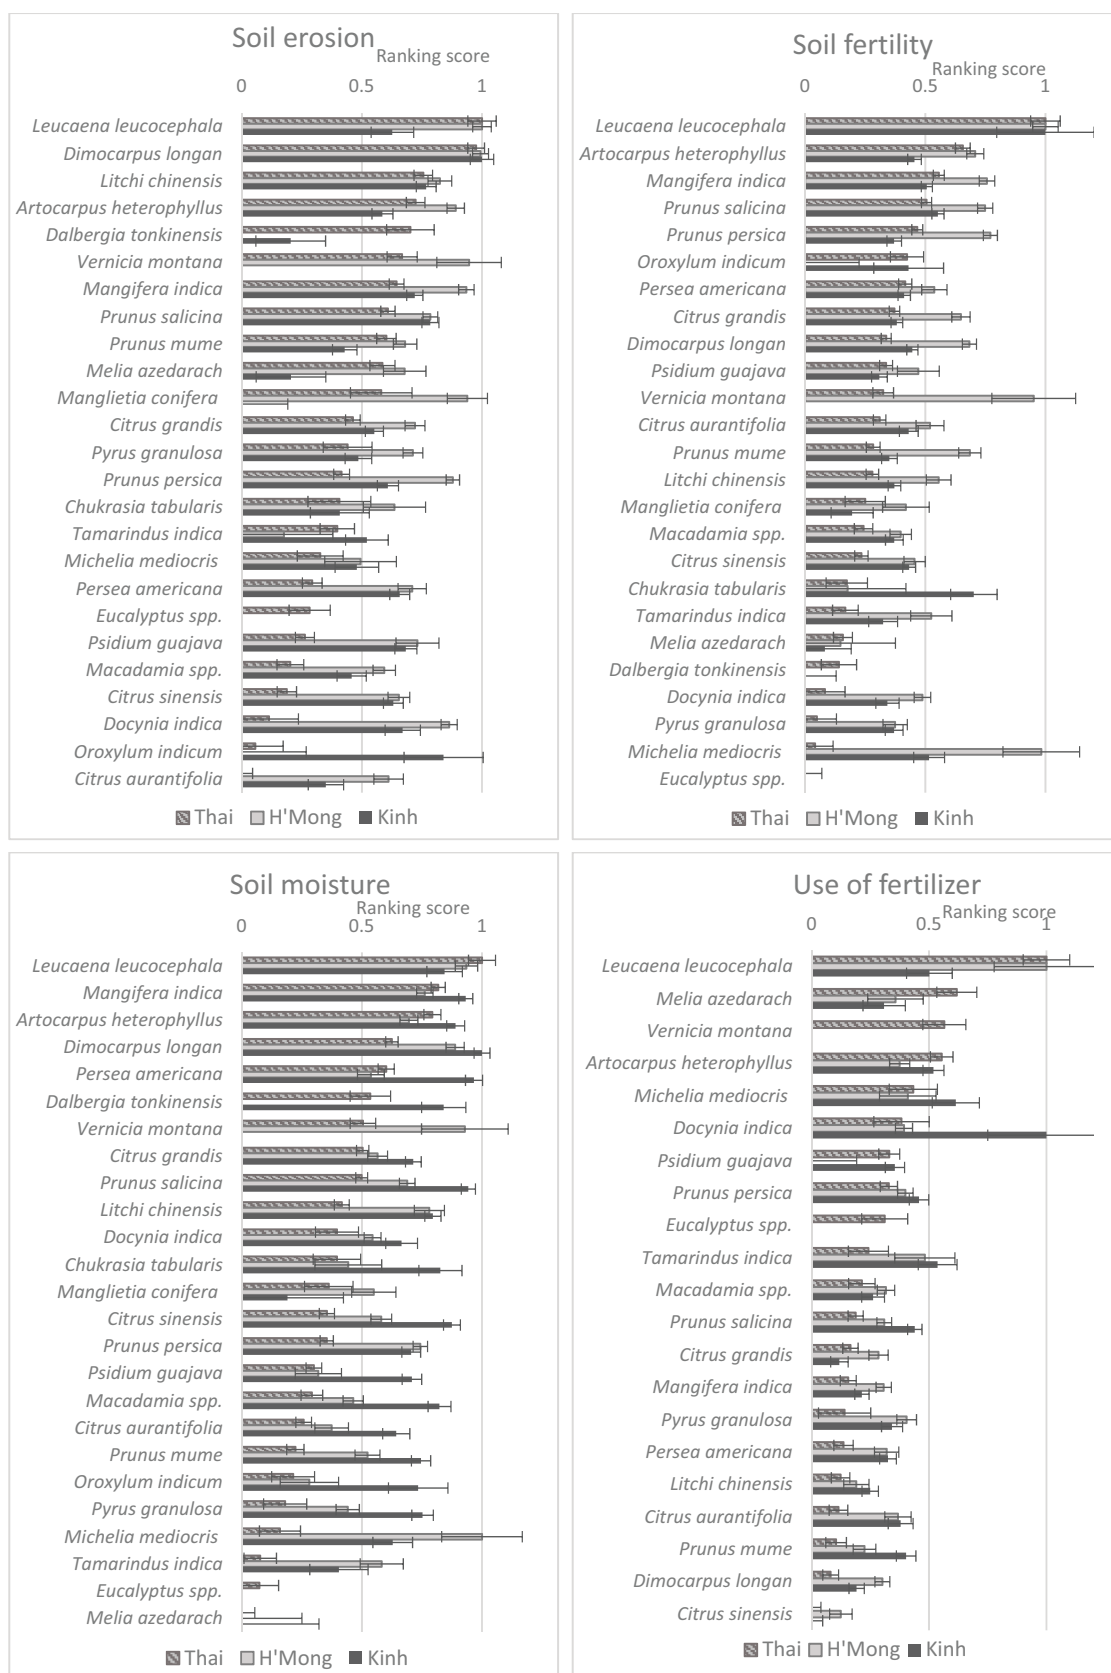 Soil erosion
Ranking score
0 0.5 1
Leucaena leucocephala
Dimocarpus longan
Litchi chinensis
Artocarpus heterophyllus
Dalbergia tonkinensis
Vernicia montana
Mangifera indica
Prunus salicina
Prunus mume
Melia azedarach
Manglietia conifera
Citrus grandis
Pyrus granulosa
Prunus persica
Chukrasia tabularis
Tamarindus indica
Michelia mediocris
Persea americana
Eucalyptus spp.
Psidium guajava
Macadamia spp.
Citrus sinensis
Docynia indica
Oroxylum indicum
Citrus aurantifolia
Thai H'Mong Kinh
Soil fertility
Ranking score
0 0.5 1
Leucaena leucocephala
Artocarpus heterophyllus
Mangifera indica
Prunus salicina
Prunus persica
Oroxylum indicum
Persea americana
Citrus grandis
Dimocarpus longan
Psidium guajava
Vernicia montana
Citrus aurantifolia
Prunus mume
Litchi chinensis
Manglietia conifera
Macadamia spp.
Citrus sinensis
Chukrasia tabularis
Tamarindus indica
Melia azedarach
Dalbergia tonkinensis
Docynia indica
Pyrus granulosa
Michelia mediocris
Eucalyptus spp.
Thai H'Mong Kinh
Soil moisture
Ranking score
0 0.5 1
Leucaena leucocephala
Mangifera indica
Artocarpus heterophyllus
Dimocarpus longan
Persea americana
Dalbergia tonkinensis
Vernicia montana
Citrus grandis
Prunus salicina
Litchi chinensis
Docynia indica
Chukrasia tabularis
Manglietia conifera
Citrus sinensis
Prunus persica
Psidium guajava
Macadamia spp.
Citrus aurantifolia
Prunus mume
Oroxylum indicum
Pyrus granulosa
Michelia mediocris
Tamarindus indica
Eucalyptus spp.
Melia azedarach
Thai H'Mong Kinh
Use of fertilizer
Ranking score
0 0.5 1
Leucaena leucocephala
Melia azedarach
Vernicia montana
Artocarpus heterophyllus
Michelia mediocris
Docynia indica
Psidium guajava
Prunus persica
Eucalyptus spp.
Tamarindus indica
Macadamia spp.
Prunus salicina
Citrus grandis
Mangifera indica
Pyrus granulosa
Persea americana
Litchi chinensis
Citrus aurantifolia
Prunus mume
Dimocarpus longan
Citrus sinensis
Thai H'Mong Kinh